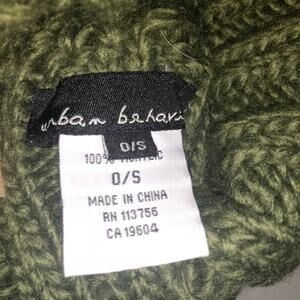 urban behavi
O/S
100%
O/S
MADE IN CHINA
RN 113756
CA 19604